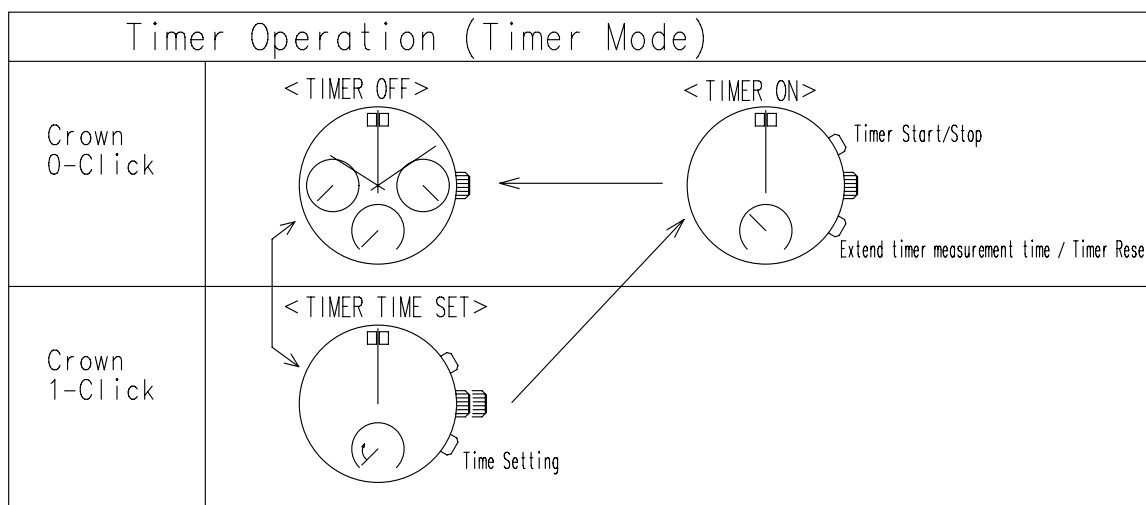 Timer Operation (Timer Mode)
Crown
0-Click
<TIMER OFF>
<TIMER ON>
Timer Start/Stop
Extend timer measurement time / Timer Rese
Crown
1-Click
<TIMER TIME SET>
Time Setting